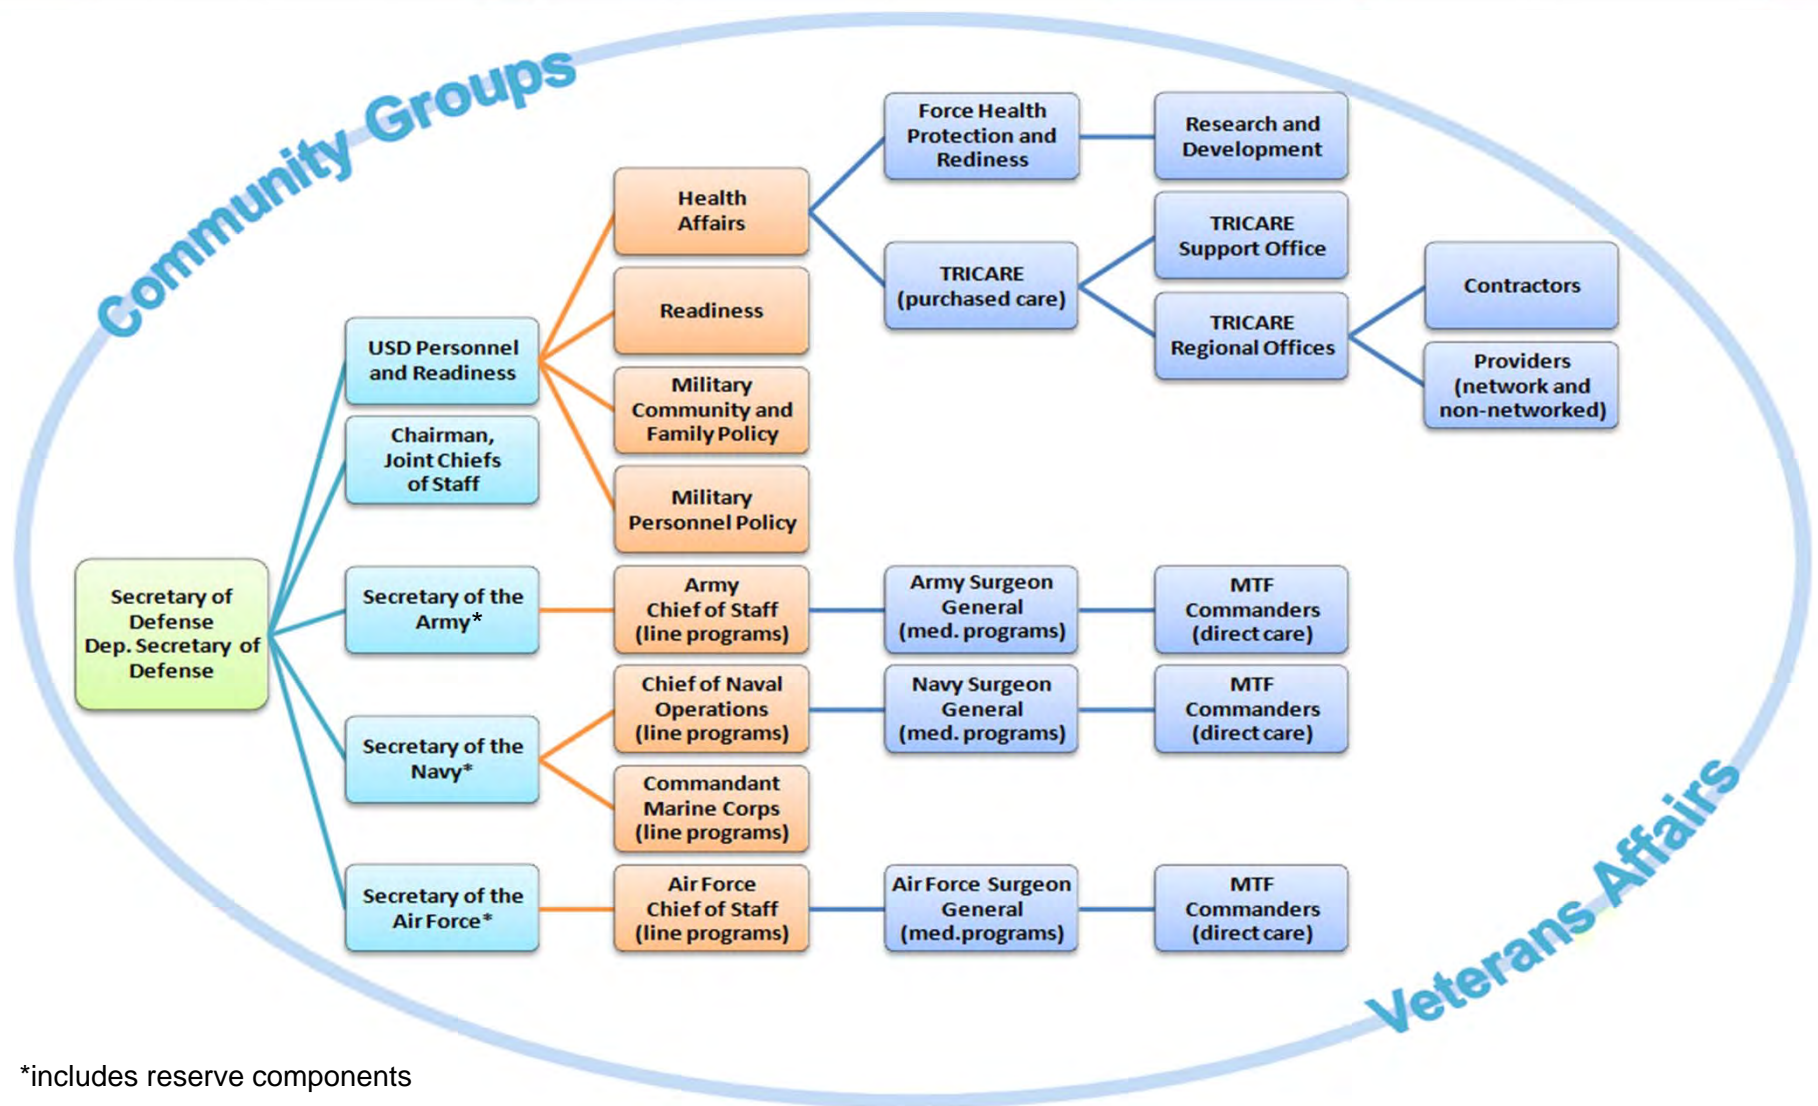 Community Groups
Force Health
Protection and
Rediness
Research and
Development
Health
Affairs
TRICARE
Support Office
TRICARE
(purchased care)
Contractors
Readiness
TRICARE
Regional Offices
USD Personnel
and Readiness
Providers
(network and
non-networked)
Military
Community and
Family Policy
Chairman,
Joint Chiefs
of Staff
Military
Personnel Policy
Secretary of
Defense
Dep. Secretary of
Defense
Secretary of the
Army*
Army
Chief of Staff
(line programs)
Army Surgeon
General
(med. programs)
MTF
Commanders
(direct care)
Chief of Naval
Operations
(line programs)
Navy Surgeon
General
(med. programs)
MTF
Commanders
(direct care)
Secretary of the
Navy*
Commandant
Marine Corps
(line programs)
Secretary of the
Air Force*
Air Force
Chief of Staff
(line programs)
Air Force Surgeon
General
(med.programs)
MTF
Commanders
(direct care)
Veterans Affairs
*includes reserve components